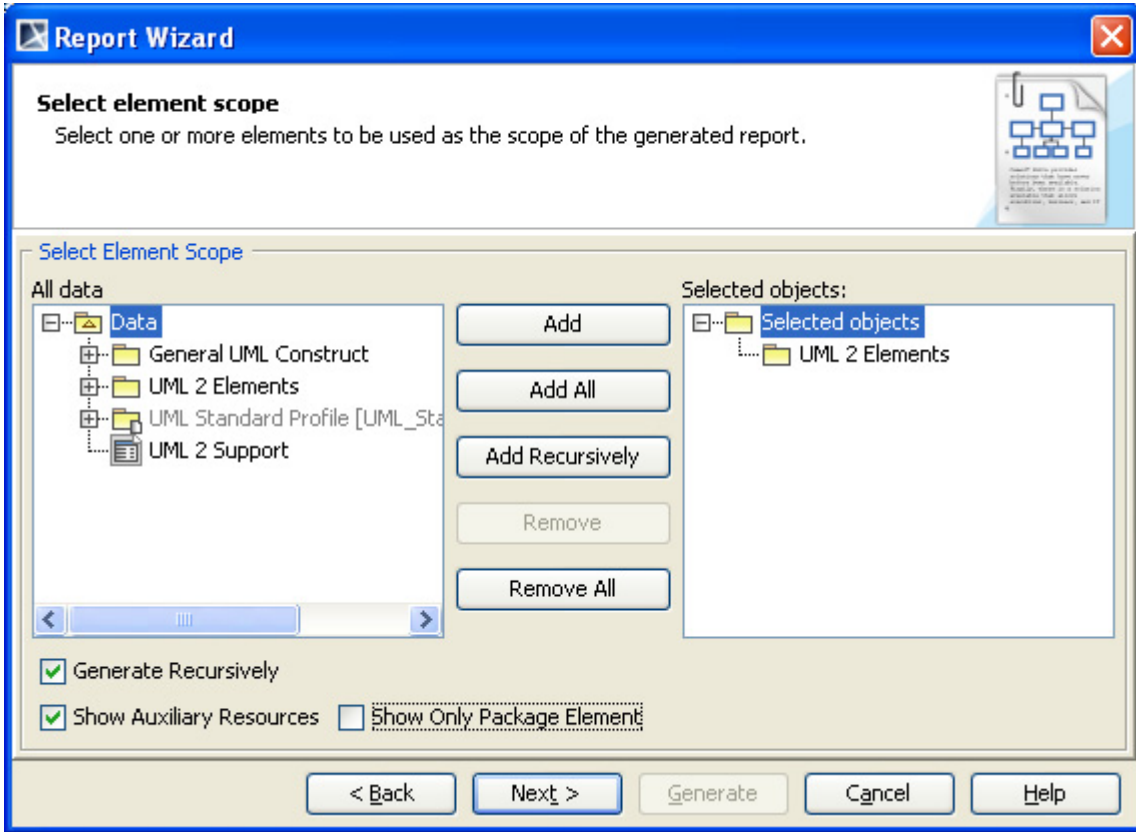 Report Wizard
Select element scope
Select one or more elements to be used as the scope of the generated report.
Select Element Scope
All data
Data
General UML Construct
UML 2 Elements
UML Standard Profile [UML_Sta
UML 2 Support
Add
Add All
Add Recursively
Remove
Remove All
Selected objects:
Selected objects
UML 2 Elements
Generate Recursively
Show Auxiliary Resources
Show Only Package Element
< Back
Next >
Generate
Cancel
Help